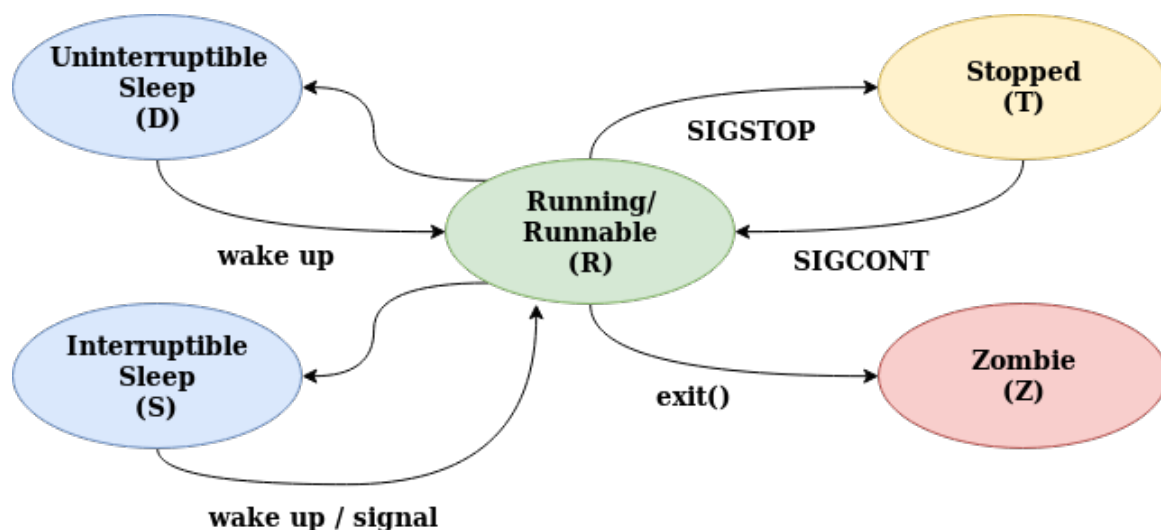 Uninterruptible
Sleep
(D)
Stopped
(T)
SIGSTOP
Running/
Runnable
(R)
wake up
SIGCONT
Interruptible
Sleep
(S)
Zombie
(Z)
exit()
wake up / signal